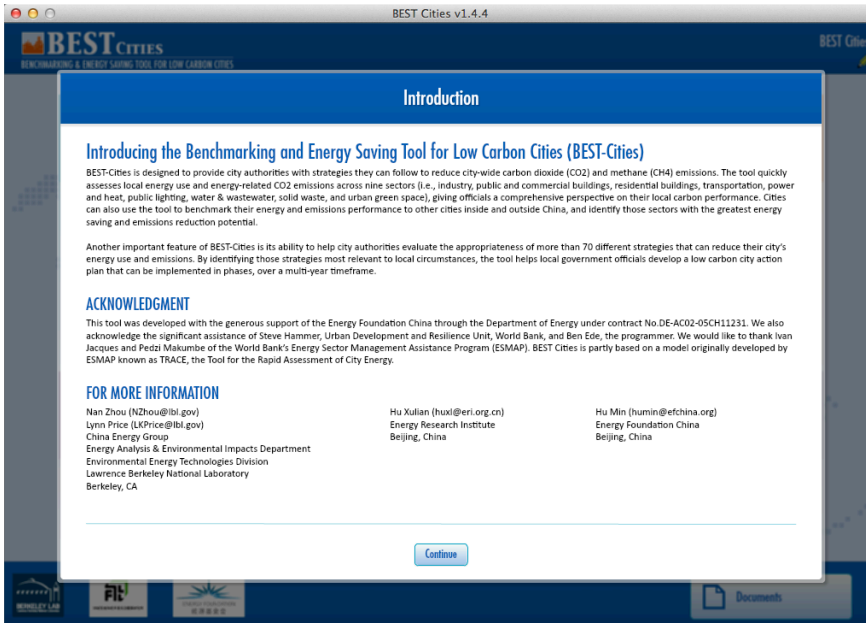 BEST Cities v1.4.4
BEST CITIES
BENCHMARKING & ENERGY SAVING TOOL FOR LOW CARBON CITIES
BEST Citie
Introduction
Introducing the Benchmarking and Energy Saving Tool for Low Carbon Cities (BEST-Cities)
BEST-Cities is designed to provide city authorities with strategies they can follow to reduce city-wide carbon dioxide (CO2) and methane (CH4) emissions. The tool quickly
assesses local energy use and energy-related CO2 emissions across nine sectors (i.e., industry, public and commercial buildings, residential buildings, transportation, power
and heat, public lighting, water & wastewater, solid waste, and urban green space), giving officials a comprehensive perspective on their local carbon performance. Cities
can also use the tool to benchmark their energy and emissions performance to other cities inside and outside China, and identify those sectors with the greatest energy
saving and emissions reduction potential.
Another important feature of BEST-Cities is its ability to help city authorities evaluate the appropriateness of more than 70 different strategies that can reduce their city's
energy use and emissions. By identifying those strategies most relevant to local circumstances, the tool helps local government officials develop a low carbon city action
plan that can be implemented in phases, over a multi-year timeframe.
ACKNOWLEDGMENT
This tool was developed with the generous support of the Energy Foundation China through the Department of Energy under contract No.DE-AC02-05CH11231. We also
acknowledge the significant assistance of Steve Hammer, Urban Development and Resilience Unit, World Bank, and Ben Ede, the programmer. We would like to thank Ivan
Jacques and Pedzi Makumbe of the World Bank's Energy Sector Management Assistance Program (ESMAP). BEST Cities is partly based on a model originally developed by
ESMAP known as TRACE, the Tool for the Rapid Assessment of City Energy.
FOR MORE INFORMATION
Nan Zhou (NZhou@lbl.gov)
Lynn Price (LKPrice@lbl.gov)
China Energy Group
Energy Analysis & Environmental Impacts Department
Environmental Energy Technologies Division
Lawrence Berkeley National Laboratory
Berkeley, CA
Hu Xulian (huxl@eri.org.cn)
Energy Research Institute
Beijing, China
Hu Min (humin@efchina.org)
Energy Foundation China
Beijing, China
Continue
BERKELEY LAB
Documents